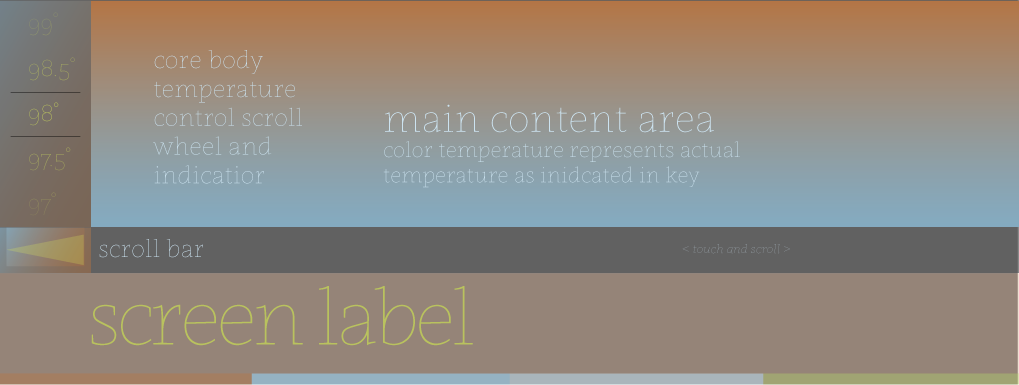 99°
98.5°
98°
97.5°
97°
core body
temperature
control scroll
wheel and
indicatior
main content area
color temperature represents actual
temperature as inidcated in key
scroll bar
< touch and scroll >
screen label